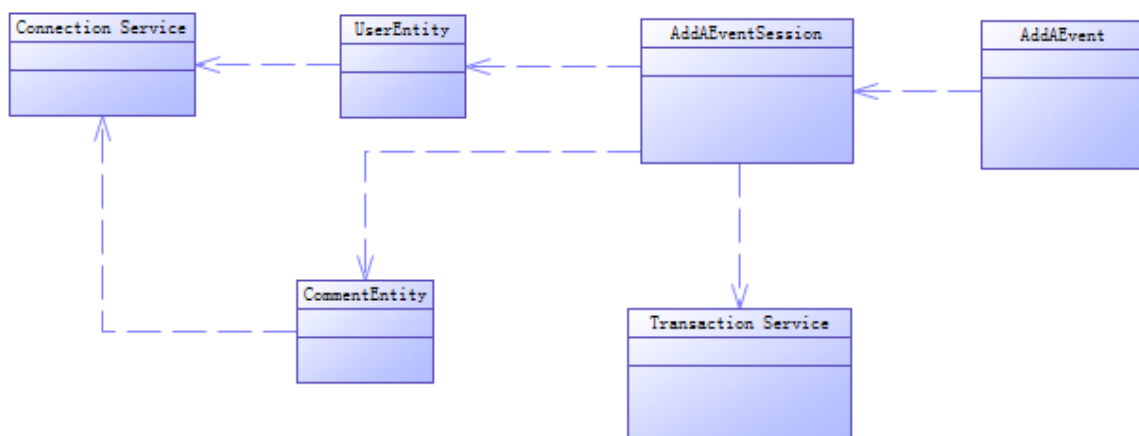 Connection Service
UserEntity
AddAEventSession
AddAEvent
CommentEntity
Transaction Service